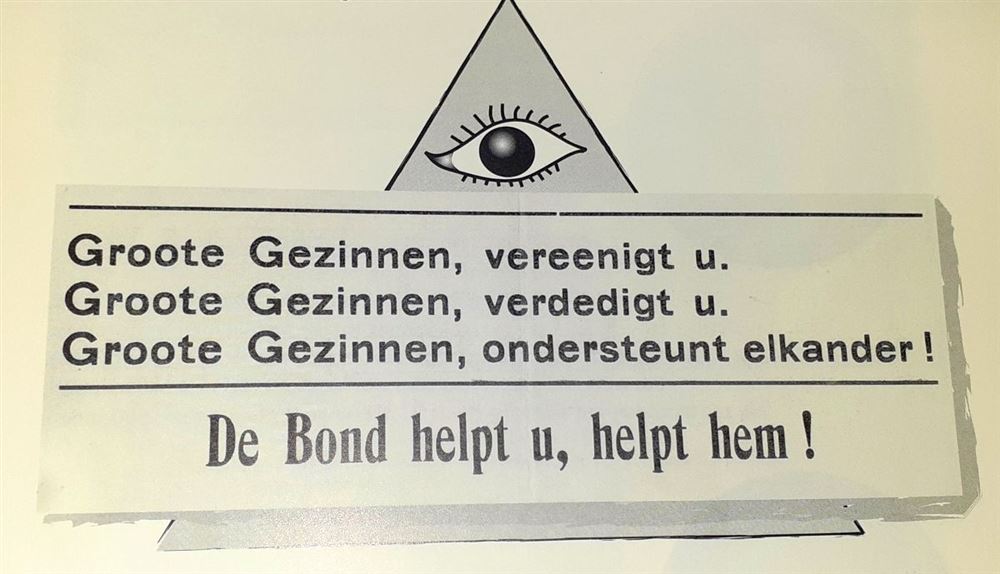 Groote Gezinnen, vereenigt u.
Groote Gezinnen, verdedigt u.
Groote Gezinnen, ondersteunt elkander !
De Bond helpt u, helpt hem !